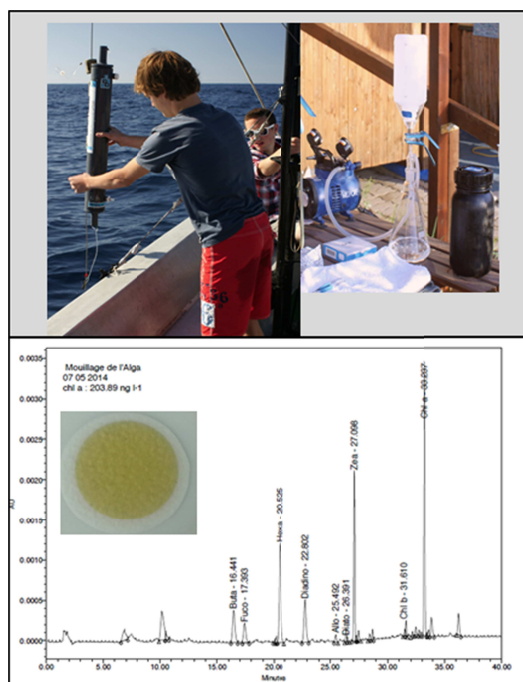 Mouillage de l'Alga
07 05 2014
chl a : 203.89 ng l-1
0.0035
0.0030
0.0025
0.0020
0.0015
0.0010
0.0005
0.0000
AU
Buta - 16.441
Fuco - 17.393
Hexa - 20.525
Diadino - 22.802
Allo - 25.492
Diato - 26.391
Zea - 27.098
Chl b - 31.610
Chl a - 33.237
0.00
5.00
10.00
15.00
20.00
25.00
30.00
35.00
40.00
Minutes